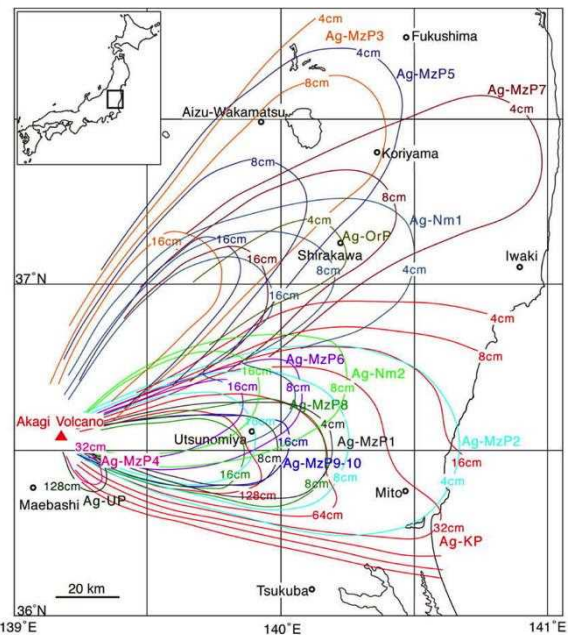 4cm
Ag-MzP3
Fukushima
4cm
Ag-MzP5
8cm
Ag-MzP7
4cm
Aizu-Wakamatsu
Koriyama
8cm
8cm
Ag-Nm1
4cm
Ag-OrP
16cm
16cm
Shirakawa
16cm
8cm
4cm
Iwaki
37°N
16cm
4cm
8cm
Ag-MzP6
16cm
Ag-Nm2
16cm
8cm
8cm
Ag-MzP8
Akagi Volcano
4cm
Utsunomiya
16cm
Ag-MzP1
Ag-MzP2
32cm
Ag-MzP4
8cm
Ag-MzP9-10
16cm
16cm
8cm
8cm
4cm
128cm
Ag-UP
128cm
Mito
Maebashi
64cm
32cm
Ag-KP
20 km
Tsukuba
36°N
139°E
140°E
141°E